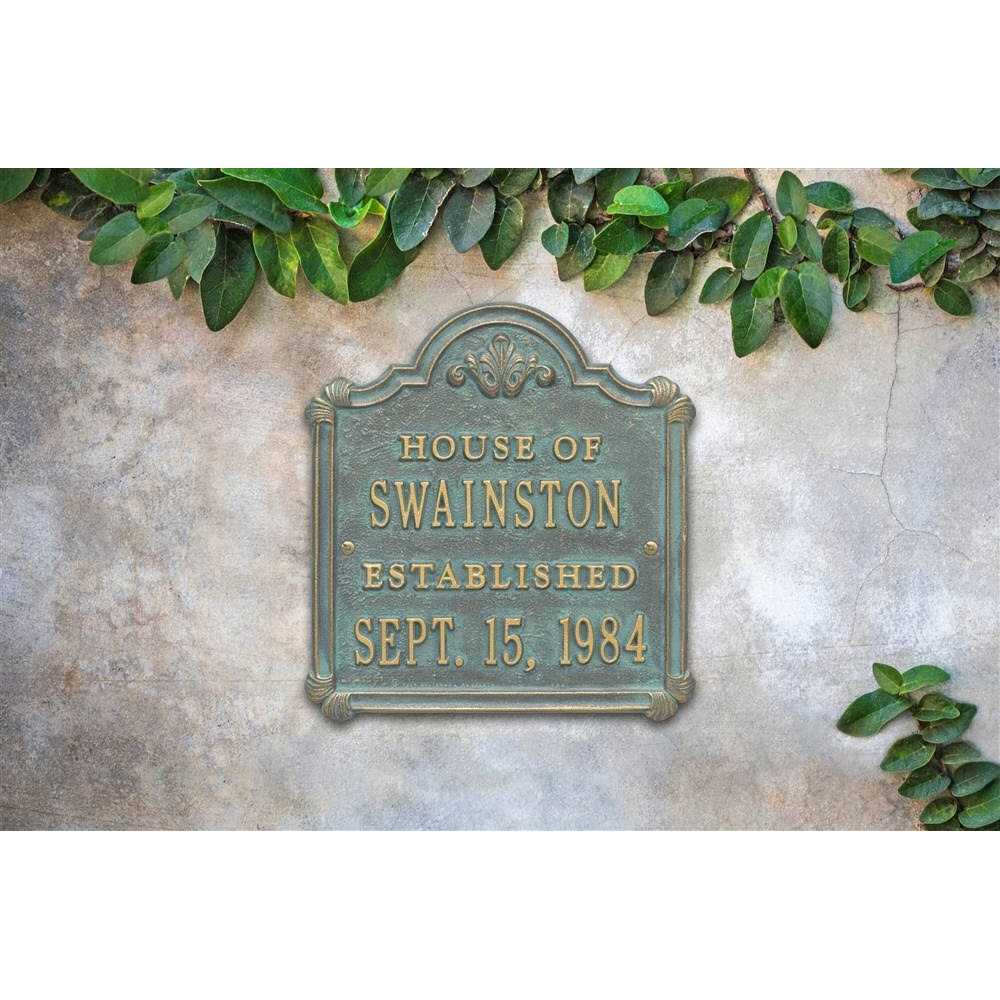 HOUSE OF
SWAINSTON
ESTABLISHED
SEPT. 15, 1984